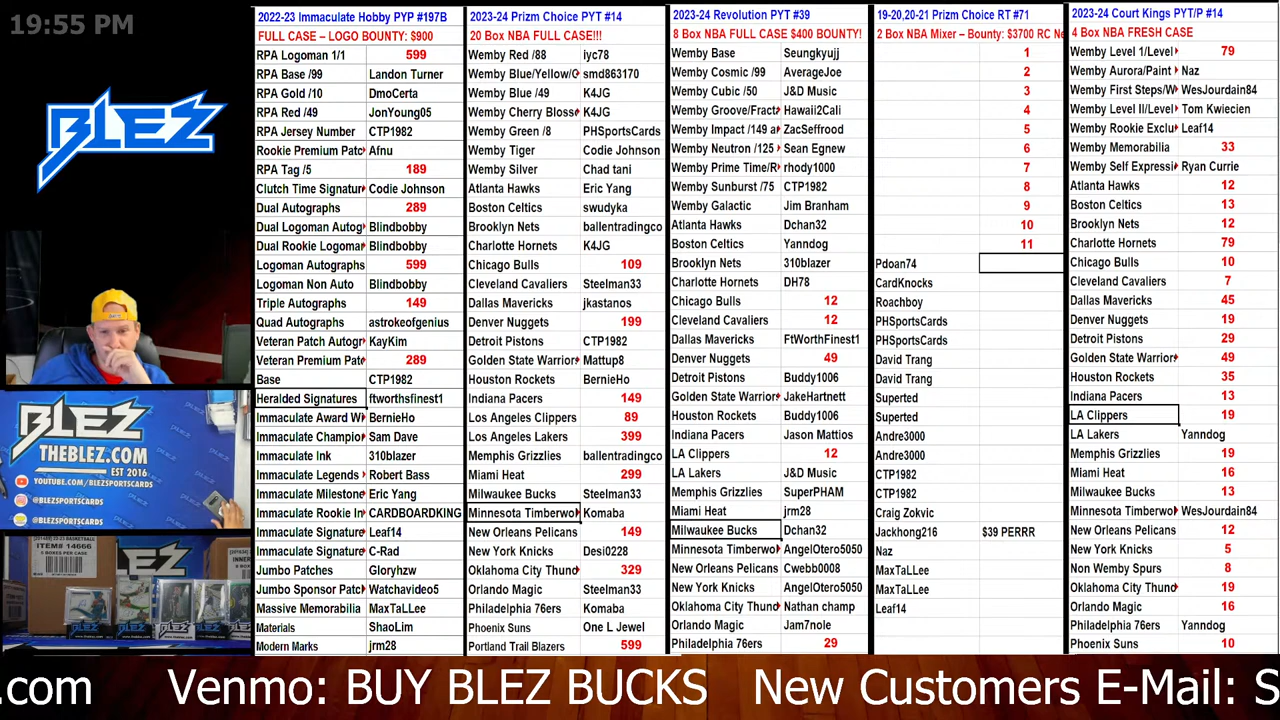 19:55 PM
BLEZ
BLEZ
THEBLEZ.COM
EST 2016
YOUTUBE.COM/BLEZSPORTSCARDS
@BLEZSPORTSCARDS
@BLEZSPORTSCARDS
ITEM# 14666
BLEZ
2022-23 Immaculate Hobby PYP #197B
FULL CASE – LOGO BOUNTY: $900
RPA Logoman 1/1 599
RPA Base /99 Landon Turner
RPA Gold /10 DmoCerta
RPA Red /49 JonYoung05
RPA Jersey Number CTP1982
Rookie Premium Patc Afnu
RPA Tag /5 189
Clutch Time Signatur Codie Johnson
Dual Autographs 289
Dual Logoman Autog Blindbobby
Dual Rookie Logomar Blindbobby
Logoman Autographs 599
Logoman Non Auto Blindbobby
Triple Autographs 149
Quad Autographs astrokeofgenius
Veteran Patch Autogr KayKim
Veteran Premium Pat 289
Base CTP1982
Heralded Signatures ftworthsfinest1
Immaculate Award W BernieHo
Immaculate Champio Sam Dave
Immaculate Ink 310blazer
Immaculate Legends Robert Bass
Immaculate Mileston Eric Yang
Immaculate Rookie In CARDBOARDKING
Immaculate Signature Leaf14
Immaculate Signature C-Rad
Jumbo Patches Gloryhzw
Jumbo Sponsor Patc Watchavideo5
Massive Memorabilia MaxTaLLee
Materials ShaoLim
Modern Marks jrm28
2023-24 Prizm Choice PYT #14
20 Box NBA FULL CASE!!!
Wemby Red /88 iyc78
Wemby Blue/Yellow/G smd863170
Wemby Blue /49 K4JG
Wemby Cherry Bloss K4JG
Wemby Green /8 PHSportsCards
Wemby Tiger Codie Johnson
Wemby Silver Chad tani
Atlanta Hawks Eric Yang
Boston Celtics swudyka
Brooklyn Nets ballentradingco
Charlotte Hornets K4JG
Chicago Bulls 109
Cleveland Cavaliers Steelman33
Dallas Mavericks jkastanos
Denver Nuggets 199
Detroit Pistons CTP1982
Golden State Warrior Mattup8
Houston Rockets BernieHo
Indiana Pacers 149
Los Angeles Clippers 89
Los Angeles Lakers 399
Memphis Grizzlies ballentradingco
Miami Heat 299
Milwaukee Bucks Steelman33
Minnesota Timberwo Komaba
New Orleans Pelicans 149
New York Knicks Desi0228
Oklahoma City Thun 329
Orlando Magic Steelman33
Philadelphia 76ers Komaba
Phoenix Suns One L Jewel
Portland Trail Blazers 599
2023-24 Revolution PYT #39
8 Box NBA FULL CASE $400 BOUNTY!
Wemby Base Seungkyujj
Wemby Cosmic /99 AverageJoe
Wemby Cubic /50 J&D Music
Wemby Groove/Fract Hawaii2Cali
Wemby Impact /149 a ZacSeffrood
Wemby Neutron /125 Sean Egnew
Wemby Prime Time/R rhody1000
Wemby Sunburst /75 CTP1982
Wemby Galactic Jim Branham
Atlanta Hawks Dchan32
Boston Celtics Yanndog
Brooklyn Nets 310blazer
Charlotte Hornets DH78
Chicago Bulls 12
Cleveland Cavaliers 12
Dallas Mavericks FtWorthFinest1
Denver Nuggets 49
Detroit Pistons Buddy1006
Golden State Warrior JakeHartnett
Houston Rockets Buddy1006
Indiana Pacers Jason Mattios
LA Clippers 12
LA Lakers J&D Music
Memphis Grizzlies SuperPHAM
Miami Heat jrm28
Milwaukee Bucks Dchan32
Minnesota Timberwo AngelOtero5050
New Orleans Pelicans Cwebb0008
New York Knicks AngelOtero5050
Oklahoma City Thund Nathan champ
Orlando Magic Jam7nole
Philadelphia 76ers 29
19-20,20-21 Prizm Choice RT #71
2 Box NBA Mixer – Bounty: $3700 RC Ne
1
2
3
4
5
6
7
8
9
10
11
Pdoan74
CardKnocks
Roachboy
PHSportsCards
PHSportsCards
David Trang
David Trang
Superted
Superted
Andre3000
Andre3000
CTP1982
CTP1982
Craig Zokvic
Jackhong216 $39 PERRR
Naz
MaxTaLLee
MaxTaLLee
Leaf14
2023-24 Court Kings PYT/P #14
4 Box NBA FRESH CASE
Wemby Level 1/Level 79
Wemby Aurora/Paint Naz
Wemby First Steps/W WesJourdain84
Wemby Level II/Level Tom Kwiecien
Wemby Rookie Exclu Leaf14
Wemby Memorabilia 33
Wemby Self Expressi Ryan Currie
Atlanta Hawks 12
Boston Celtics 13
Brooklyn Nets 12
Charlotte Hornets 79
Chicago Bulls 10
Cleveland Cavaliers 7
Dallas Mavericks 45
Denver Nuggets 19
Detroit Pistons 29
Golden State Warrior 49
Houston Rockets 35
Indiana Pacers 13
LA Clippers 19
LA Lakers Yanndog
Memphis Grizzlies 19
Miami Heat 16
Milwaukee Bucks 13
Minnesota Timberwo WesJourdain84
New Orleans Pelicans 12
New York Knicks 5
Non Wemby Spurs 8
Oklahoma City Thund 19
Orlando Magic 16
Philadelphia 76ers Yanndog
Phoenix Suns 10
.com Venmo: BUY BLEZ BUCKS New Customers E-Mail: S